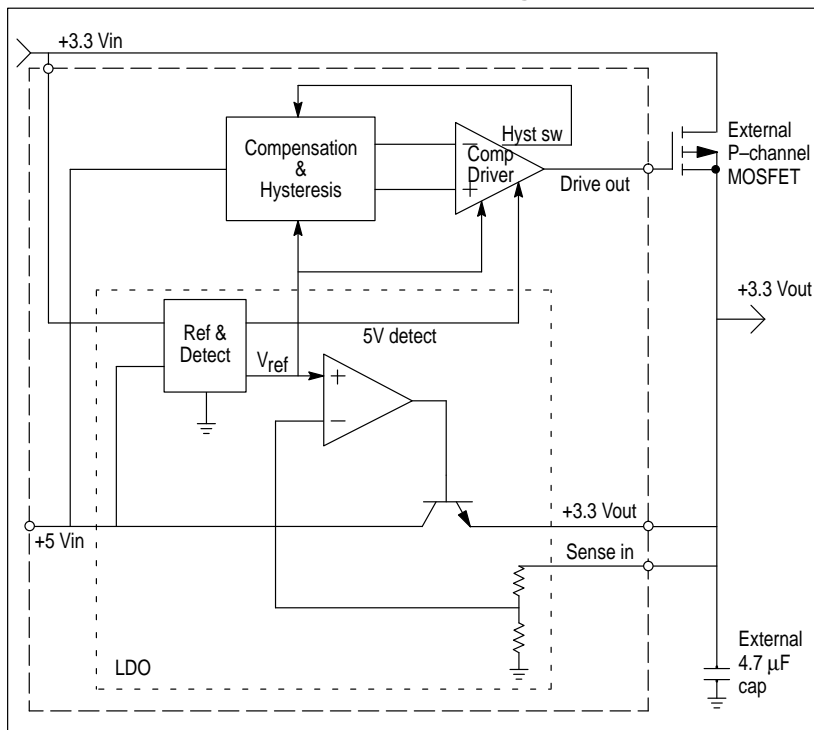 +3.3 Vin
Compensation
&
Hysteresis
Hyst sw
Comp
Driver
−
+
Drive out
External
P–channel
MOSFET
+3.3 Vout
Ref &
Detect
5V detect
Vref
+
−
+5 Vin
+3.3 Vout
Sense in
LDO
External
4.7 μF
cap